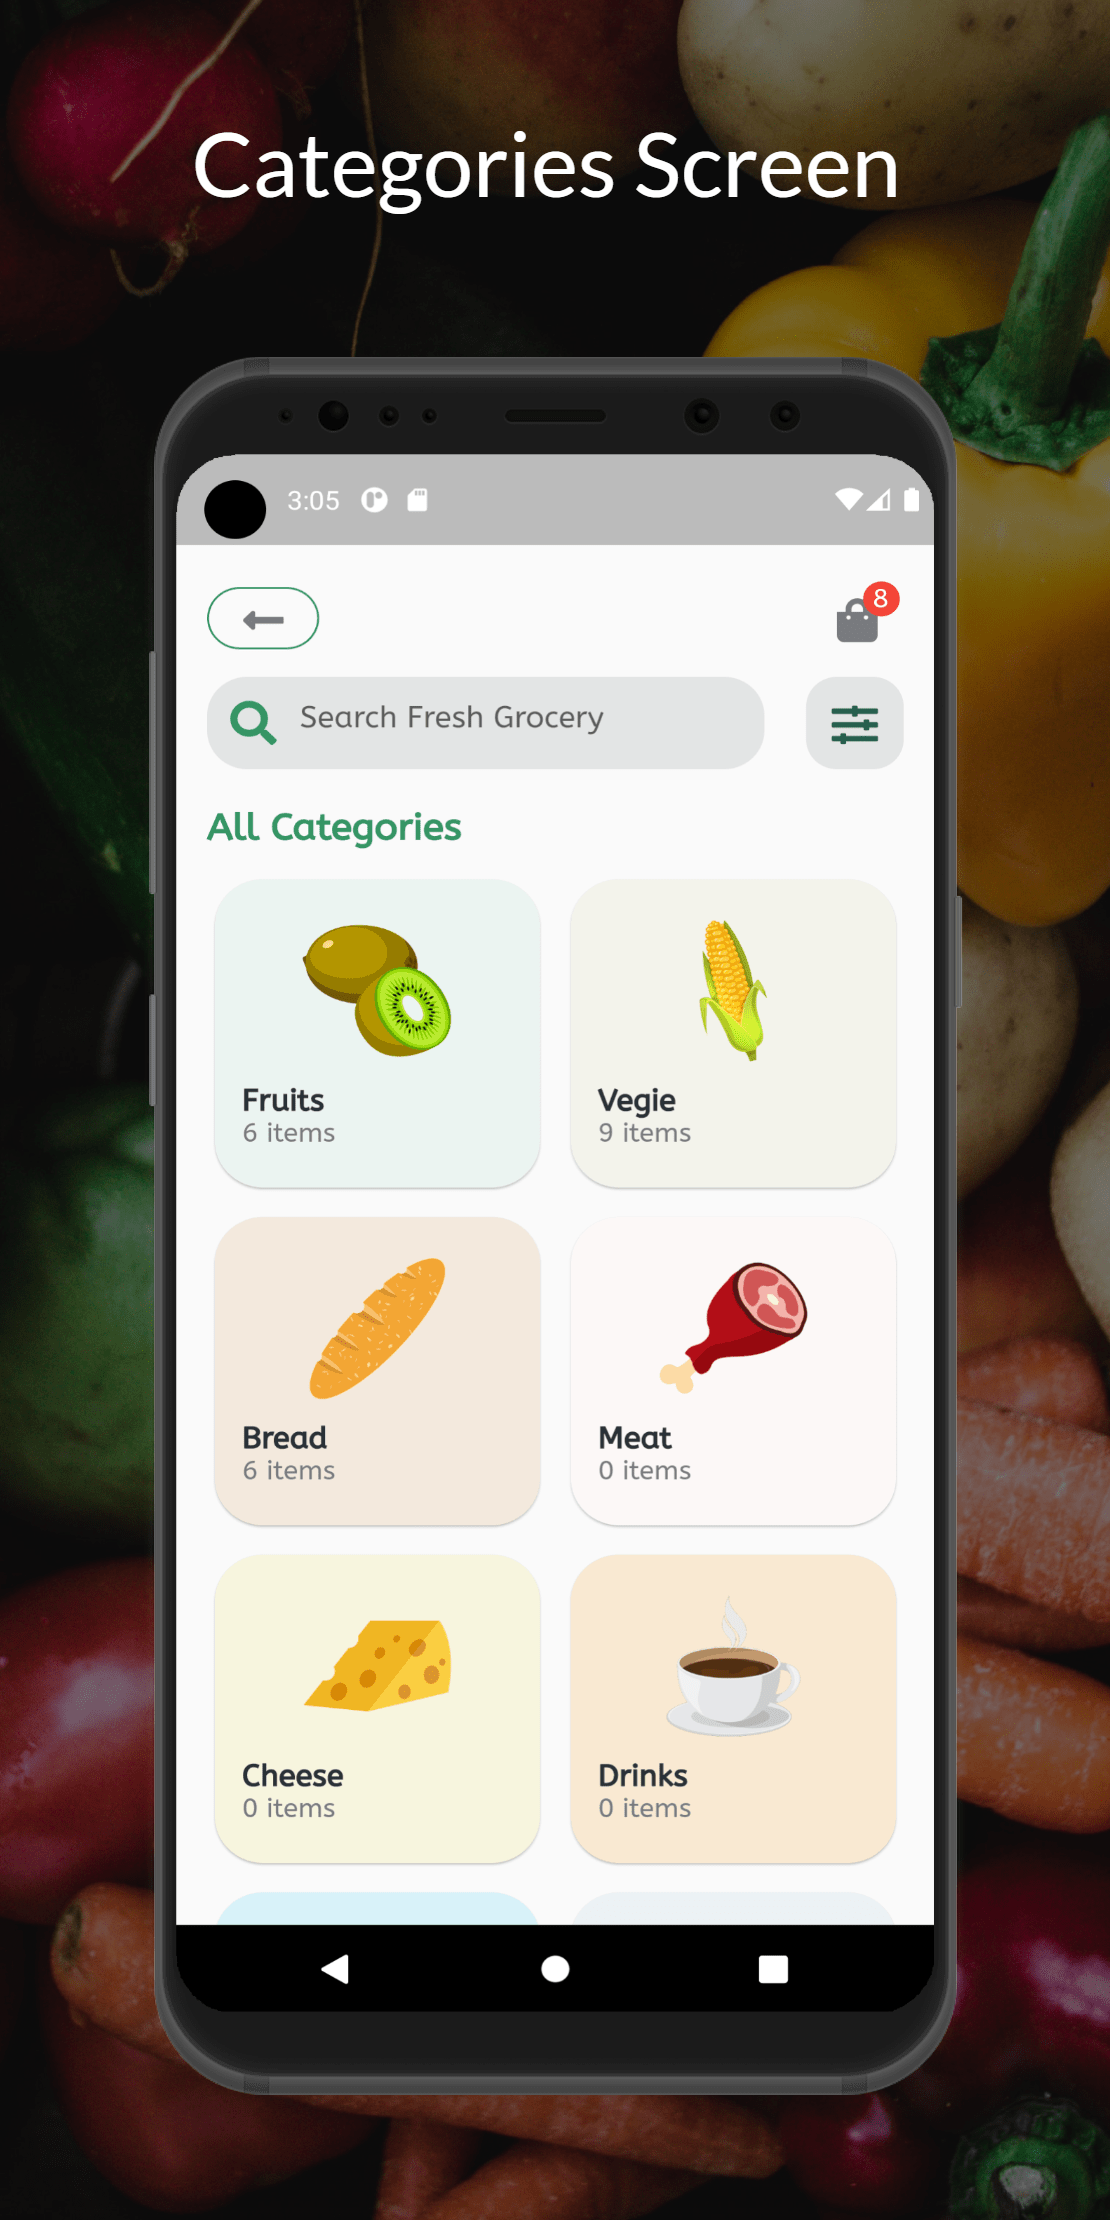 Categories Screen
3:05
8
Search Fresh Grocery
All Categories
Fruits
6 items
Vegie
9 items
Bread
6 items
Meat
0 items
Cheese
0 items
Drinks
0 items